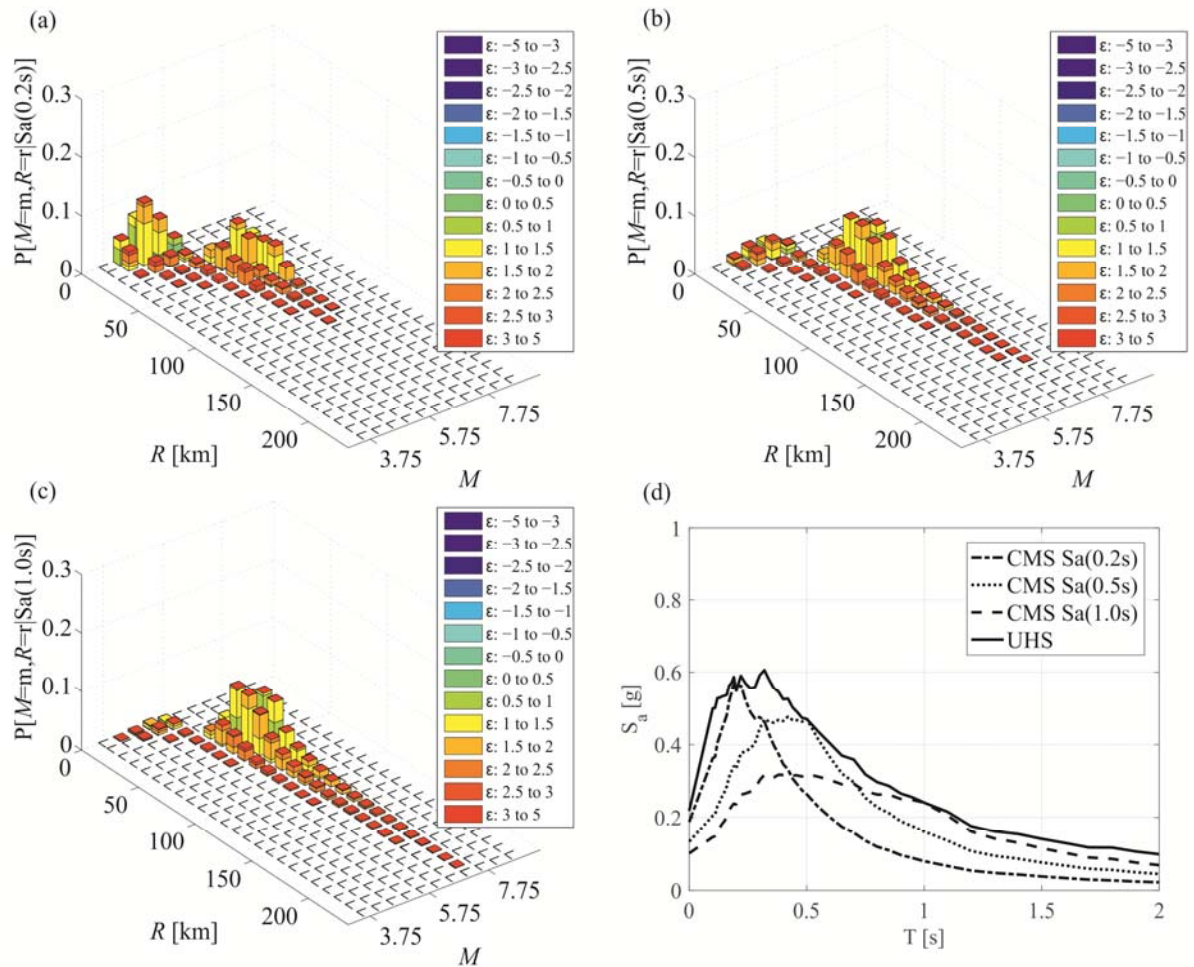 (a)
P[M=m,R=r|Sa(0.2s)]
0.3
0.2
0.1
0
0
50
100
150
200
R [km]
3.75
5.75
7.75
M
ε: −5 to −3
ε: −3 to −2.5
ε: −2.5 to −2
ε: −2 to −1.5
ε: −1.5 to −1
ε: −1 to −0.5
ε: −0.5 to 0
ε: 0 to 0.5
ε: 0.5 to 1
ε: 1 to 1.5
ε: 1.5 to 2
ε: 2 to 2.5
ε: 2.5 to 3
ε: 3 to 5
(b)
P[M=m,R=r|Sa(0.5s)]
0.3
0.2
0.1
0
0
50
100
150
200
R [km]
3.75
5.75
7.75
M
ε: −5 to −3
ε: −3 to −2.5
ε: −2.5 to −2
ε: −2 to −1.5
ε: −1.5 to −1
ε: −1 to −0.5
ε: −0.5 to 0
ε: 0 to 0.5
ε: 0.5 to 1
ε: 1 to 1.5
ε: 1.5 to 2
ε: 2 to 2.5
ε: 2.5 to 3
ε: 3 to 5
(c)
P[M=m,R=r|Sa(1.0s)]
0.3
0.2
0.1
0
0
50
100
150
200
R [km]
3.75
5.75
7.75
M
ε: −5 to −3
ε: −3 to −2.5
ε: −2.5 to −2
ε: −2 to −1.5
ε: −1.5 to −1
ε: −1 to −0.5
ε: −0.5 to 0
ε: 0 to 0.5
ε: 0.5 to 1
ε: 1 to 1.5
ε: 1.5 to 2
ε: 2 to 2.5
ε: 2.5 to 3
ε: 3 to 5
(d)
Sa [g]
1
0.8
0.6
0.4
0.2
0
0
0.5
1
1.5
2
T [s]
CMS Sa(0.2s)
CMS Sa(0.5s)
CMS Sa(1.0s)
UHS